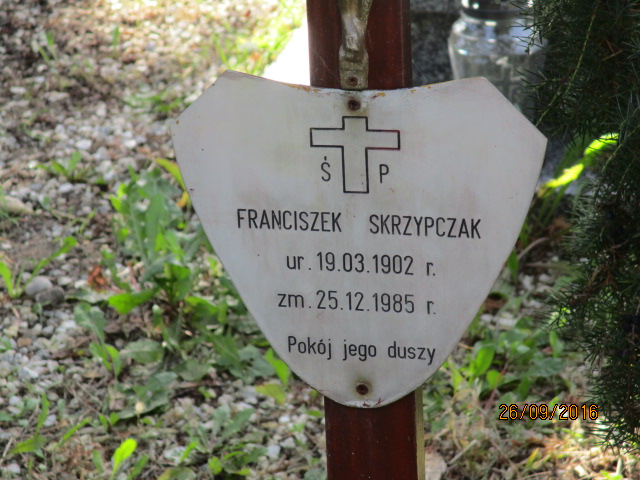 Ś P
FRANCISZEK SKRZYPCZAK
ur. 19.03.1902 r.
zm. 25.12.1985 r.
Pokój jego duszy
26/09/2016